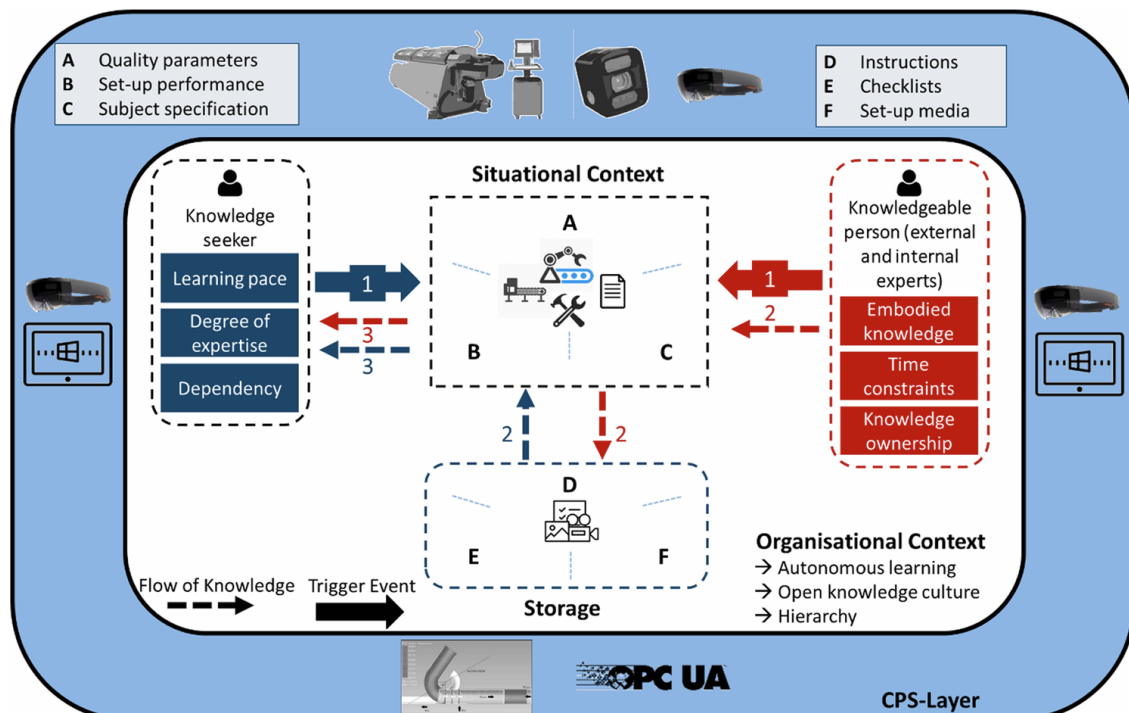 A Quality parameters
B Set-up performance
C Subject specification
D Instructions
E Checklists
F Set-up media
Situational Context
Knowledge
seeker
Learning pace
Degree of
expertise
Dependency
1
3
3
A
B
C
1
2
Knowledgeable
person (external
and internal
experts)
Embodied
knowledge
Time
constraints
Knowledge
ownership
2
2
D
E
F
Storage
Flow of Knowledge
Trigger Event
Organisational Context
→ Autonomous learning
→ Open knowledge culture
→ Hierarchy
OPC UA
CPS-Layer